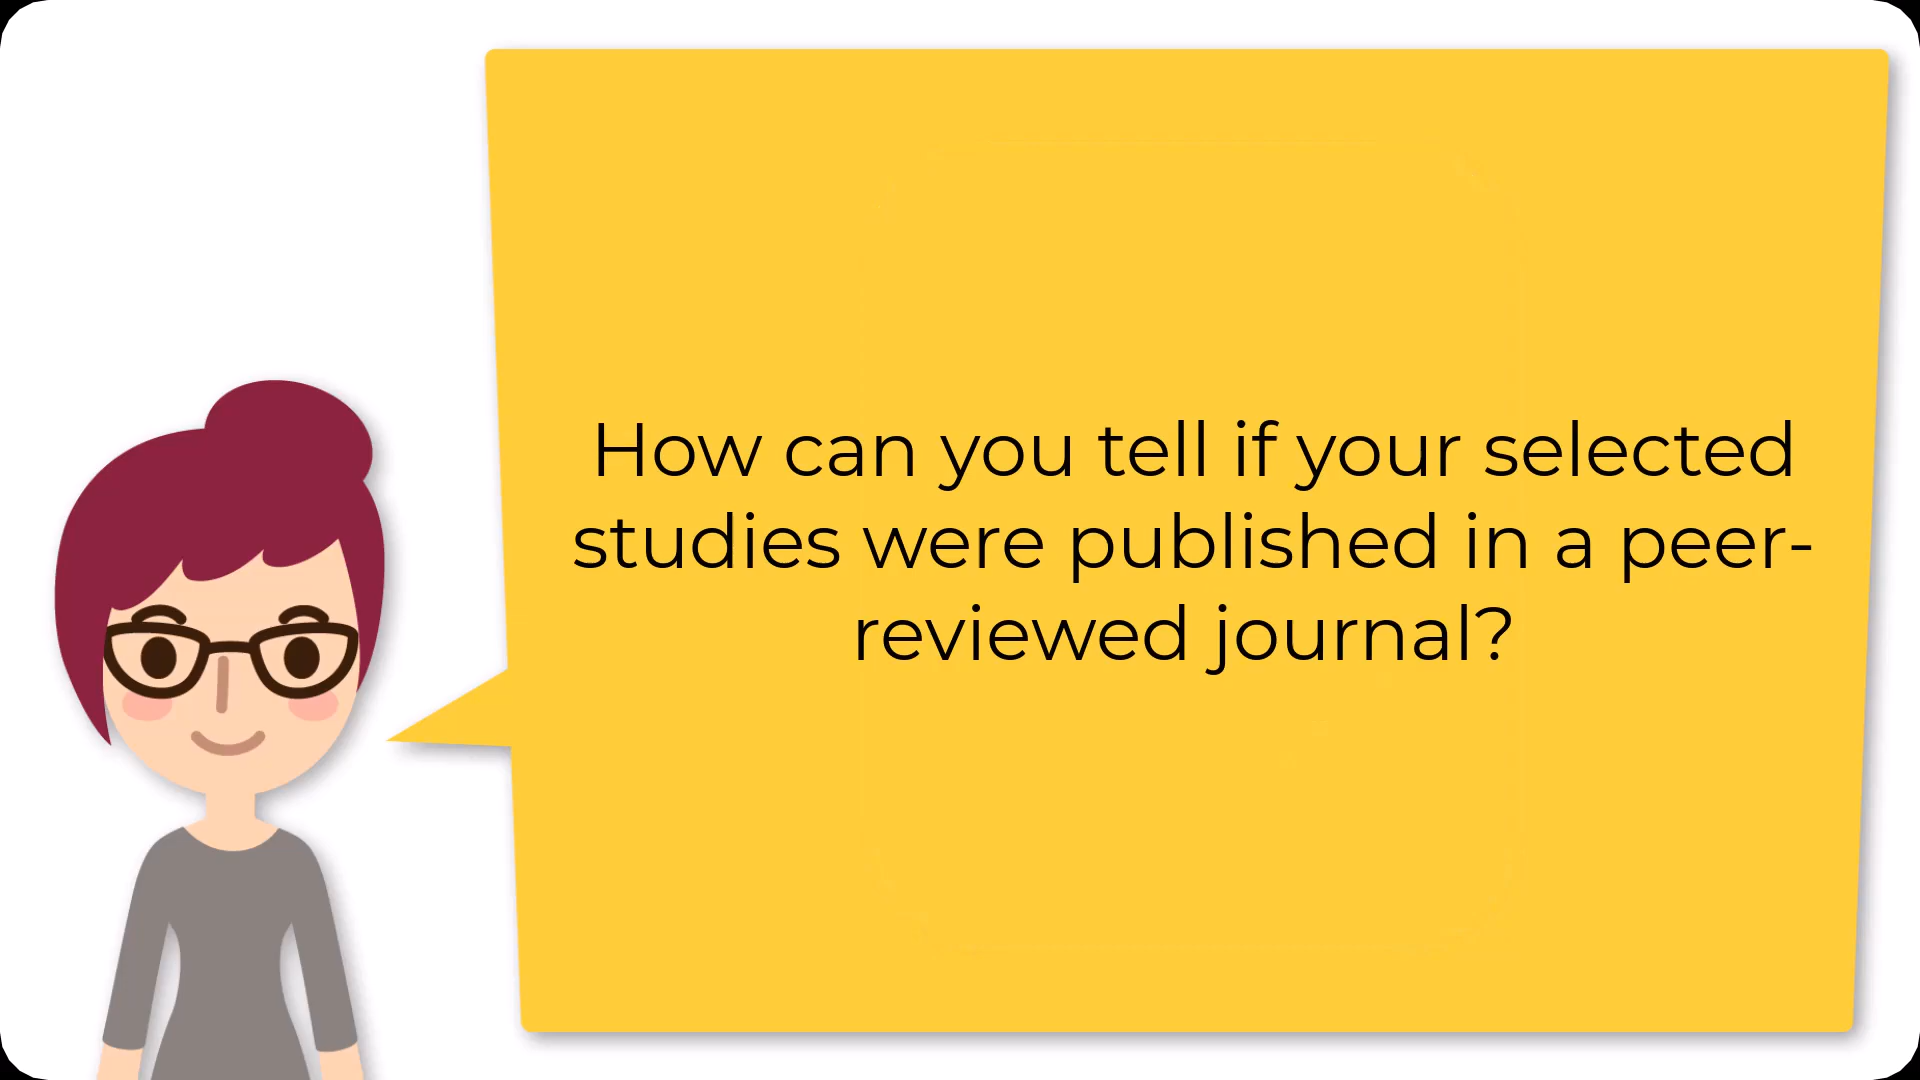 How can you tell if your selected
studies were published in a peer-
reviewed journal?